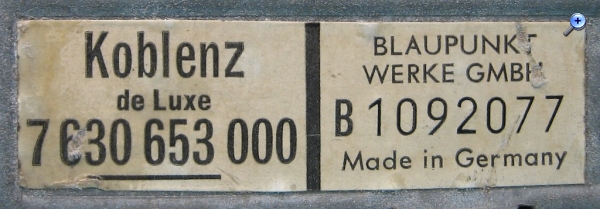 Koblenz
de Luxe
7 630 653 000
BLAUPUNKT
WERKE GMBH
B 1092077
Made in Germany